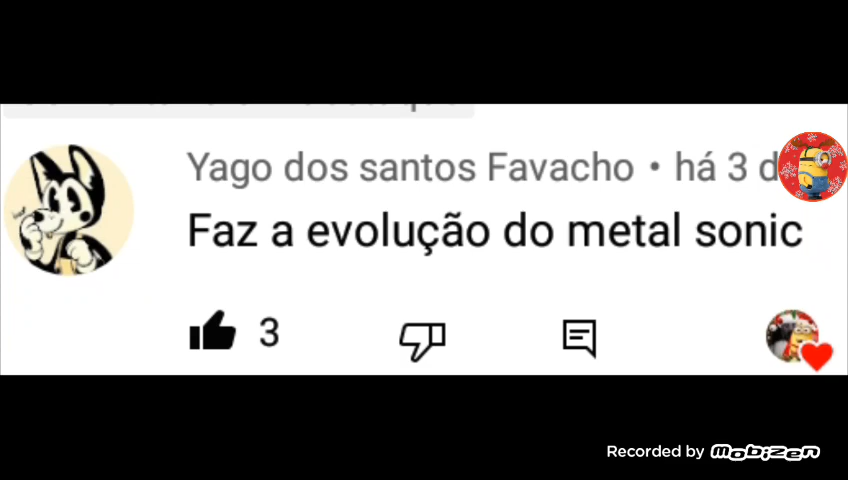 Yago dos santos Favacho • há 3 d
Faz a evolução do metal sonic
3
Recorded by Mobizen